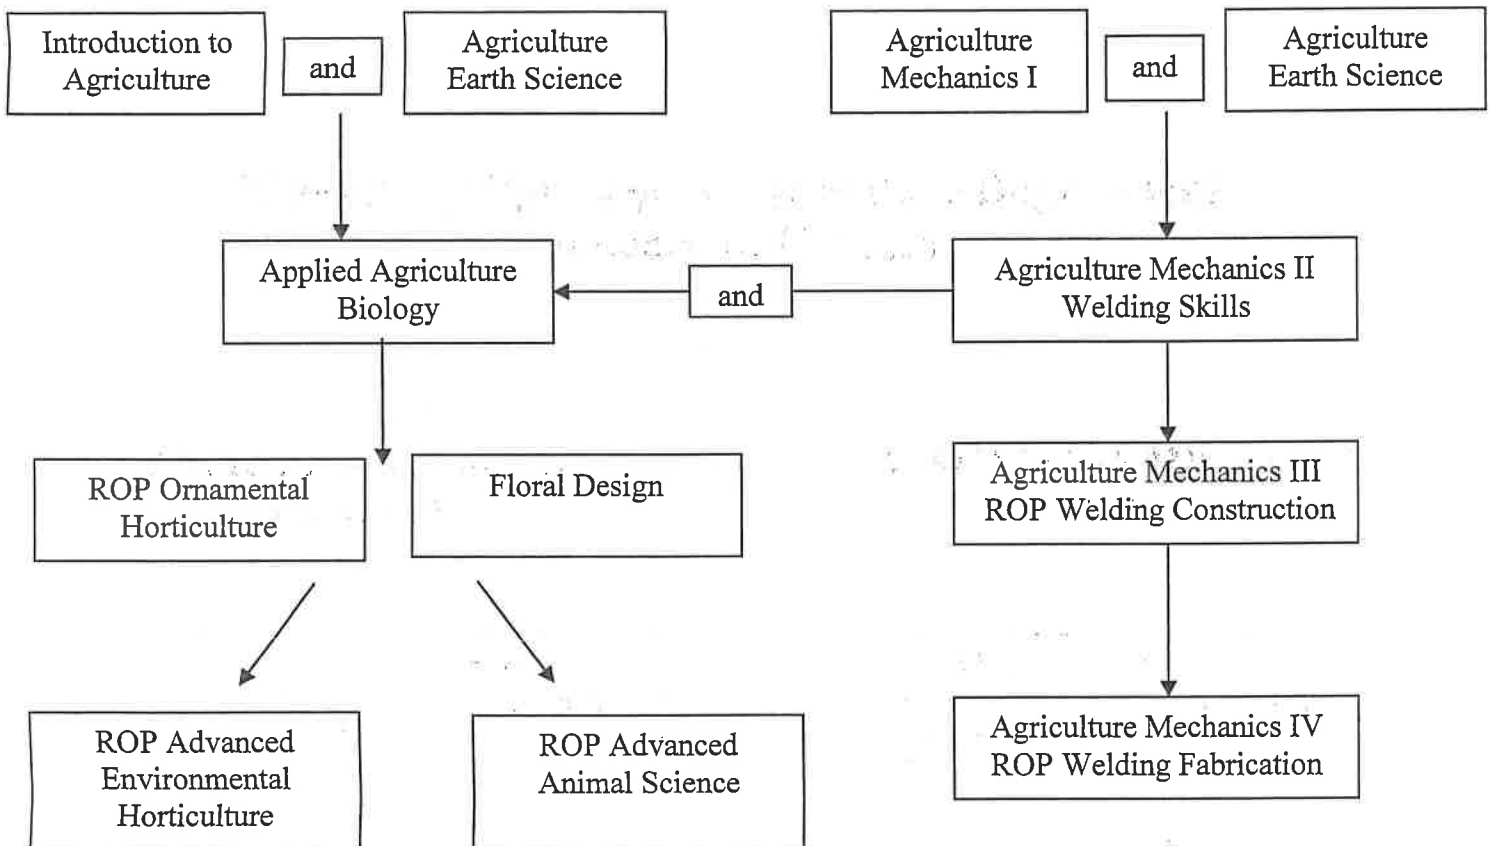 Introduction to
Agriculture
and
Agriculture
Earth Science
Agriculture
Mechanics I
and
Agriculture
Earth Science
Applied Agriculture
Biology
and
Agriculture Mechanics II
Welding Skills
ROP Ornamental
Horticulture
Floral Design
Agriculture Mechanics III
ROP Welding Construction
ROP Advanced
Environmental
Horticulture
ROP Advanced
Animal Science
Agriculture Mechanics IV
ROP Welding Fabrication